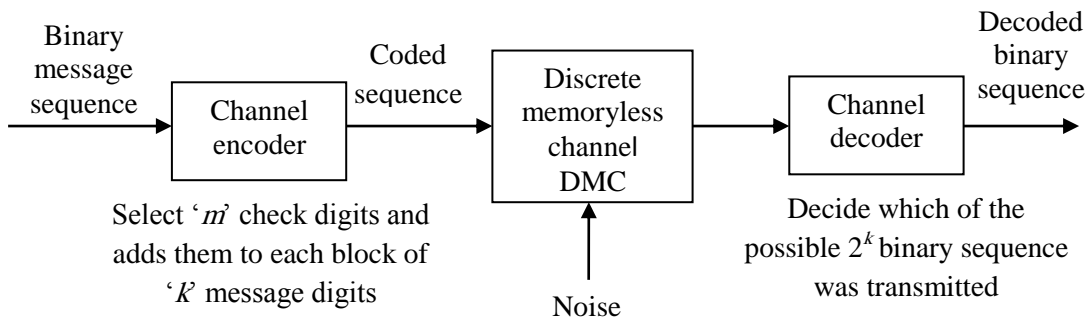 Binary
message
sequence
Channel
encoder
Coded
sequence
Discrete
memoryless
channel
DMC
Channel
decoder
Decoded
binary
sequence
Select ‘m’ check digits and
adds them to each block of
‘k’ message digits
Noise
Decide which of the
possible 2^k binary sequence
was transmitted